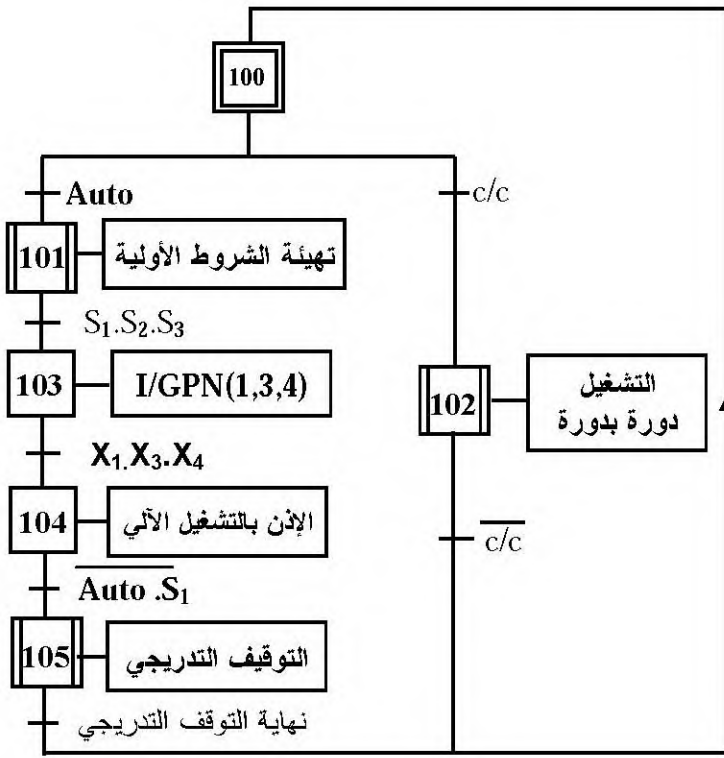 100
Auto
c/c
101
تهيئة الشروط الأولية
S₁.S₂.S₃
103
I/GPN(1,3,4)
102
التشغيل
دورة بدورة
X₁.X₃.X₄
104
الإذن بالتشغيل الآلي
c̅/̅c̅
A̅u̅t̅o̅ .S₁
105
التوقيف التدريجي
نهاية التوقف التدريجي